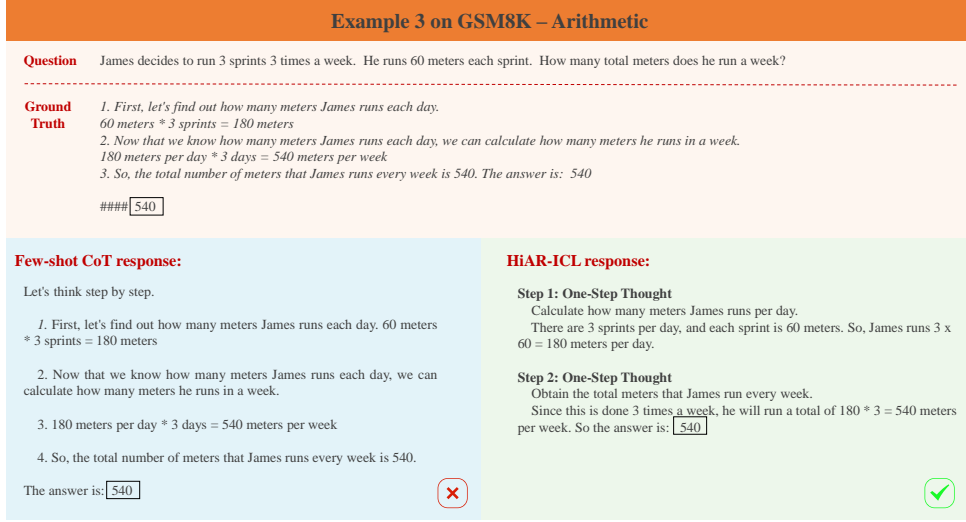 Example 3 on GSM8K – Arithmetic
Question James decides to run 3 sprints 3 times a week. He runs 60 meters each sprint. How many total meters does he run a week?
Ground Truth
1. First, let's find out how many meters James runs each day.
60 meters * 3 sprints = 180 meters
2. Now that we know how many meters James runs each day, we can calculate how many meters he runs in a week.
180 meters per day * 3 days = 540 meters per week
3. So, the total number of meters that James runs every week is 540. The answer is: 540
#### 540
Few-shot CoT response:
Let's think step by step.
1. First, let's find out how many meters James runs each day. 60 meters
* 3 sprints = 180 meters
2. Now that we know how many meters James runs each day, we can
calculate how many meters he runs in a week.
3. 180 meters per day * 3 days = 540 meters per week
4. So, the total number of meters that James runs every week is 540.
The answer is: 540
HiAR-ICL response:
Step 1: One-Step Thought
Calculate how many meters James runs per day.
There are 3 sprints per day, and each sprint is 60 meters. So, James runs 3 x
60 = 180 meters per day.
Step 2: One-Step Thought
Obtain the total meters that James run every week.
Since this is done 3 times a week, he will run a total of 180 * 3 = 540 meters
per week. So the answer is: 540